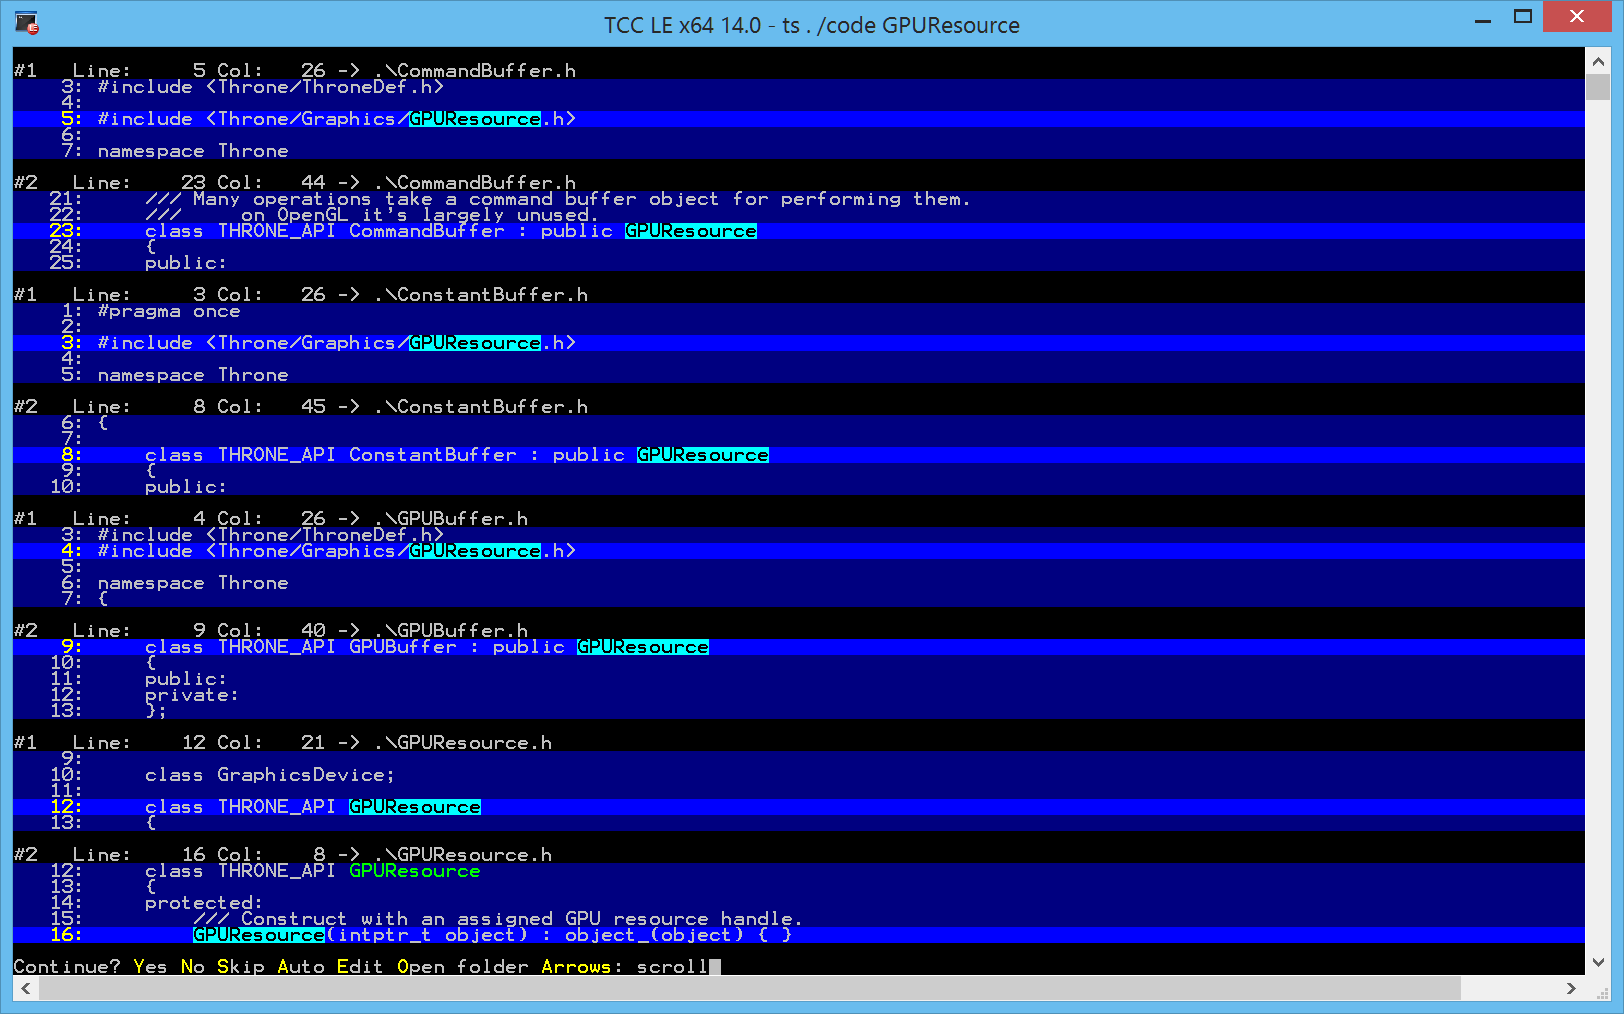 TCC LE x64 14.0 - ts . /code GPUResource
#1   Line:     5 Col:   26 -> .\CommandBuffer.h
    3: #include <Throne/ThroneDef.h>
    4:
    5: #include <Throne/Graphics/GPUResource.h>
    6:
    7: namespace Throne
#2   Line:    23 Col:   44 -> .\CommandBuffer.h
   21:     /// Many operations take a command buffer object for performing them.
   22:     ///     on OpenGL it's largely unused.
   23:     class THRONE_API CommandBuffer : public GPUResource
   24:     {
   25:     public:
#1   Line:     3 Col:   26 -> .\ConstantBuffer.h
    1: #pragma once
    2:
    3: #include <Throne/Graphics/GPUResource.h>
    4:
    5: namespace Throne
#2   Line:     8 Col:   45 -> .\ConstantBuffer.h
    6: {
    7:
    8:     class THRONE_API ConstantBuffer : public GPUResource
    9:     {
   10:     public:
#1   Line:     4 Col:   26 -> .\GPUBuffer.h
    3: #include <Throne/ThroneDef.h>
    4: #include <Throne/Graphics/GPUResource.h>
    5:
    6: namespace Throne
    7: {
#2   Line:     9 Col:   40 -> .\GPUBuffer.h
    9:     class THRONE_API GPUBuffer : public GPUResource
   10:     {
   11:     public:
   12:     private:
   13:     };
#1   Line:    12 Col:   21 -> .\GPUResource.h
    9:
   10:     class GraphicsDevice;
   11:
   12:     class THRONE_API GPUResource
   13:     {
#2   Line:    16 Col:    8 -> .\GPUResource.h
   12:     class THRONE_API GPUResource
   13:     {
   14:     protected:
   15:         /// Construct with an assigned GPU resource handle.
   16:         GPUResource(intptr_t object) : object_(object) { }
Continue? Yes No Skip Auto Edit Open folder Arrows: scroll